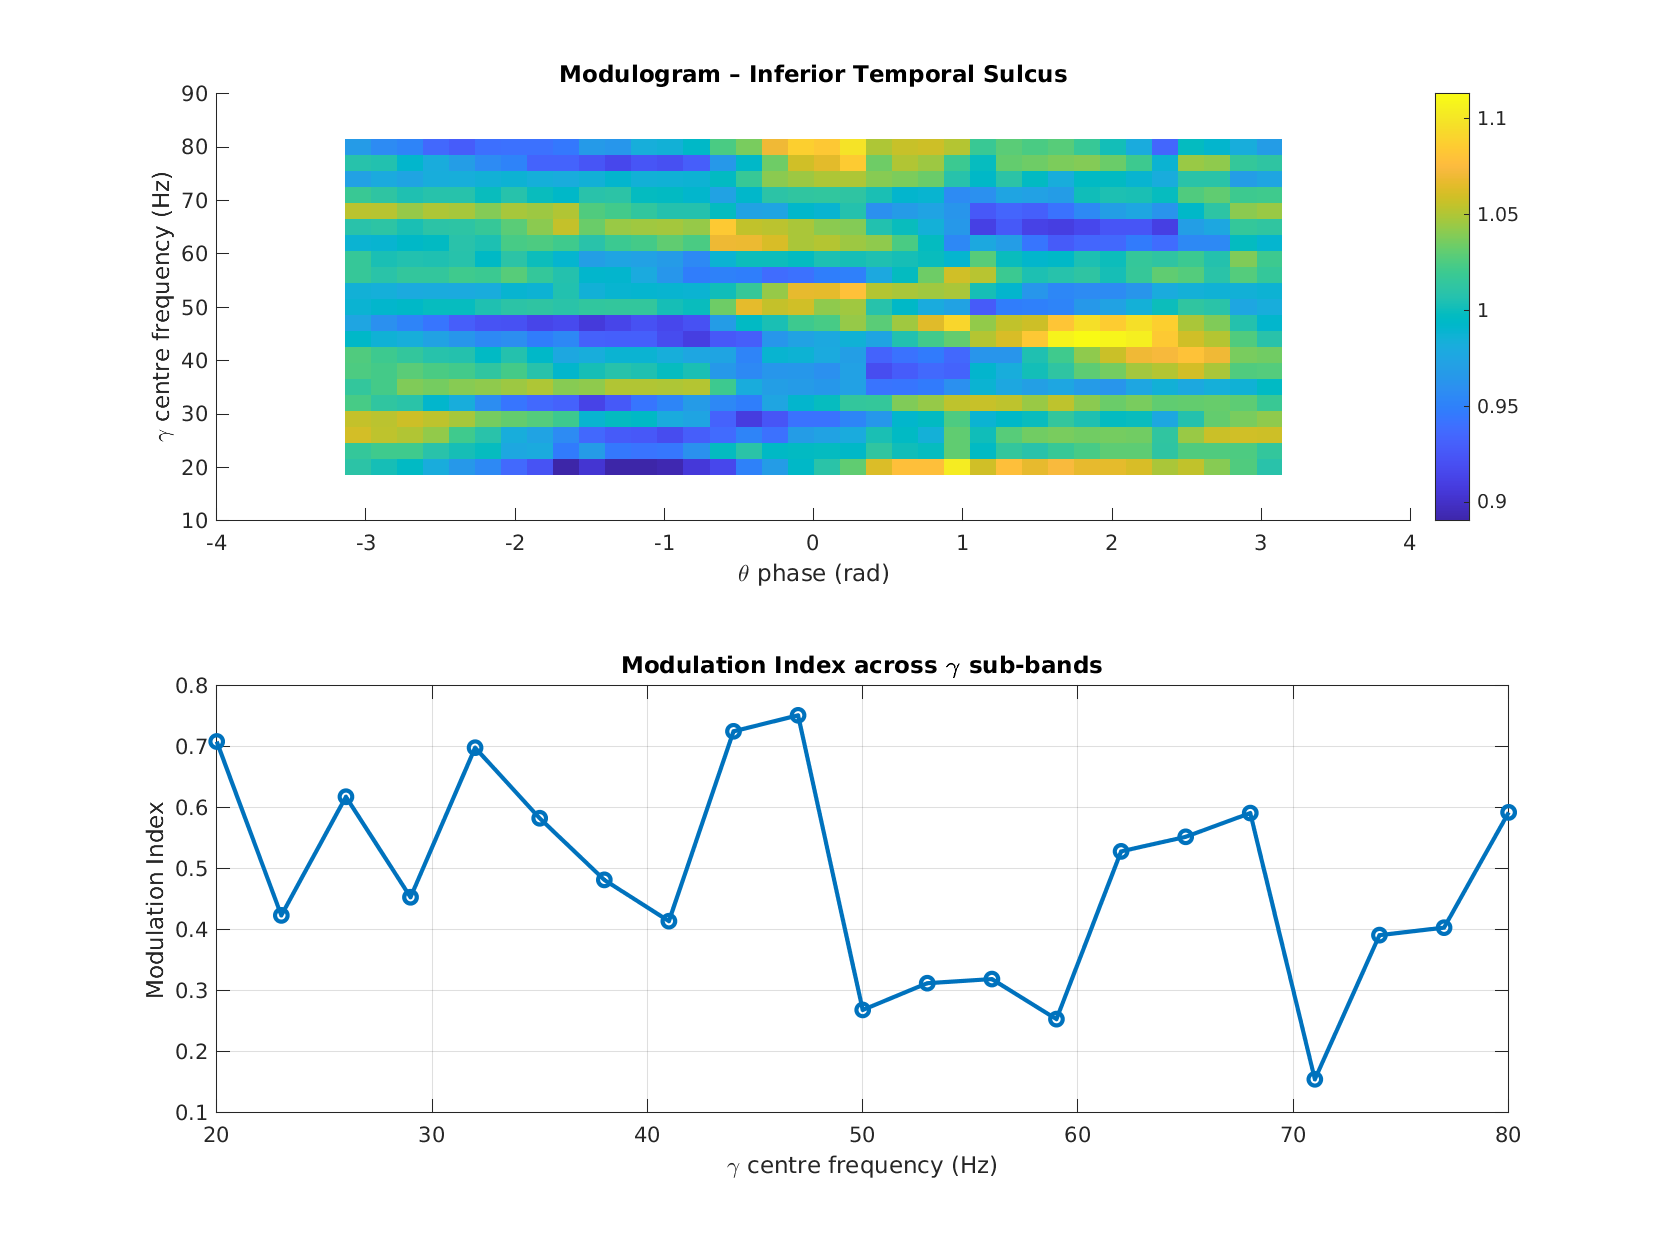 Modulogram – Inferior Temporal Sulcus
90
80
70
60
50
40
30
20
10
γ centre frequency (Hz)
-4 -3 -2 -1 0 1 2 3 4
θ phase (rad)
1.1
1.05
1
0.95
0.9
Modulation Index across γ sub-bands
0.8
0.7
0.6
0.5
0.4
0.3
0.2
0.1
Modulation Index
20 30 40 50 60 70 80
γ centre frequency (Hz)